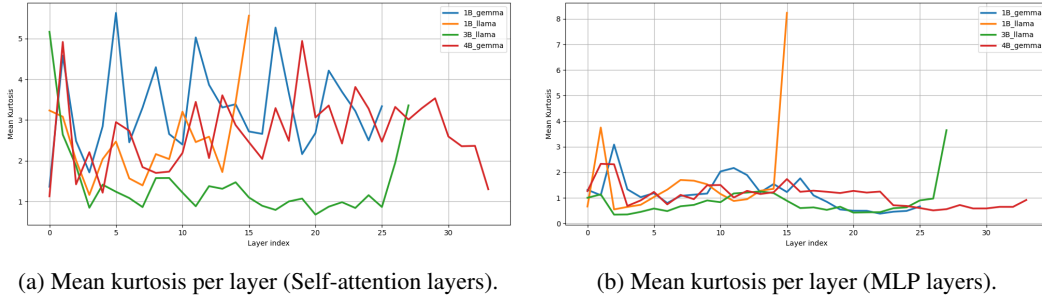 1B_gemma
1B_llama
3B_llama
4B_gemma
Mean Kurtosis
5
4
3
2
1
0 5 10 15 20 25 30
Layer index
(a) Mean kurtosis per layer (Self-attention layers).
1B_gemma
1B_llama
3B_llama
4B_gemma
Mean Kurtosis
8
7
6
5
4
3
2
1
0
0 5 10 15 20 25 30
Layer index
(b) Mean kurtosis per layer (MLP layers).